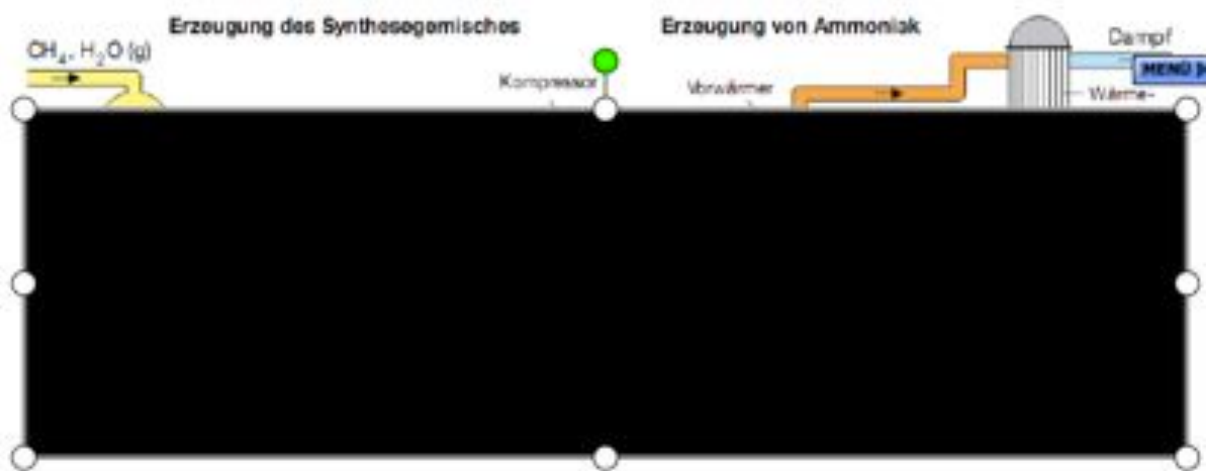 Erzeugung des Synthesegemisches
Erzeugung von Ammoniak
CH₄, H₂O (g)
Kompressor
Vorwärmer
Dampf
MENÜ
Wärme-